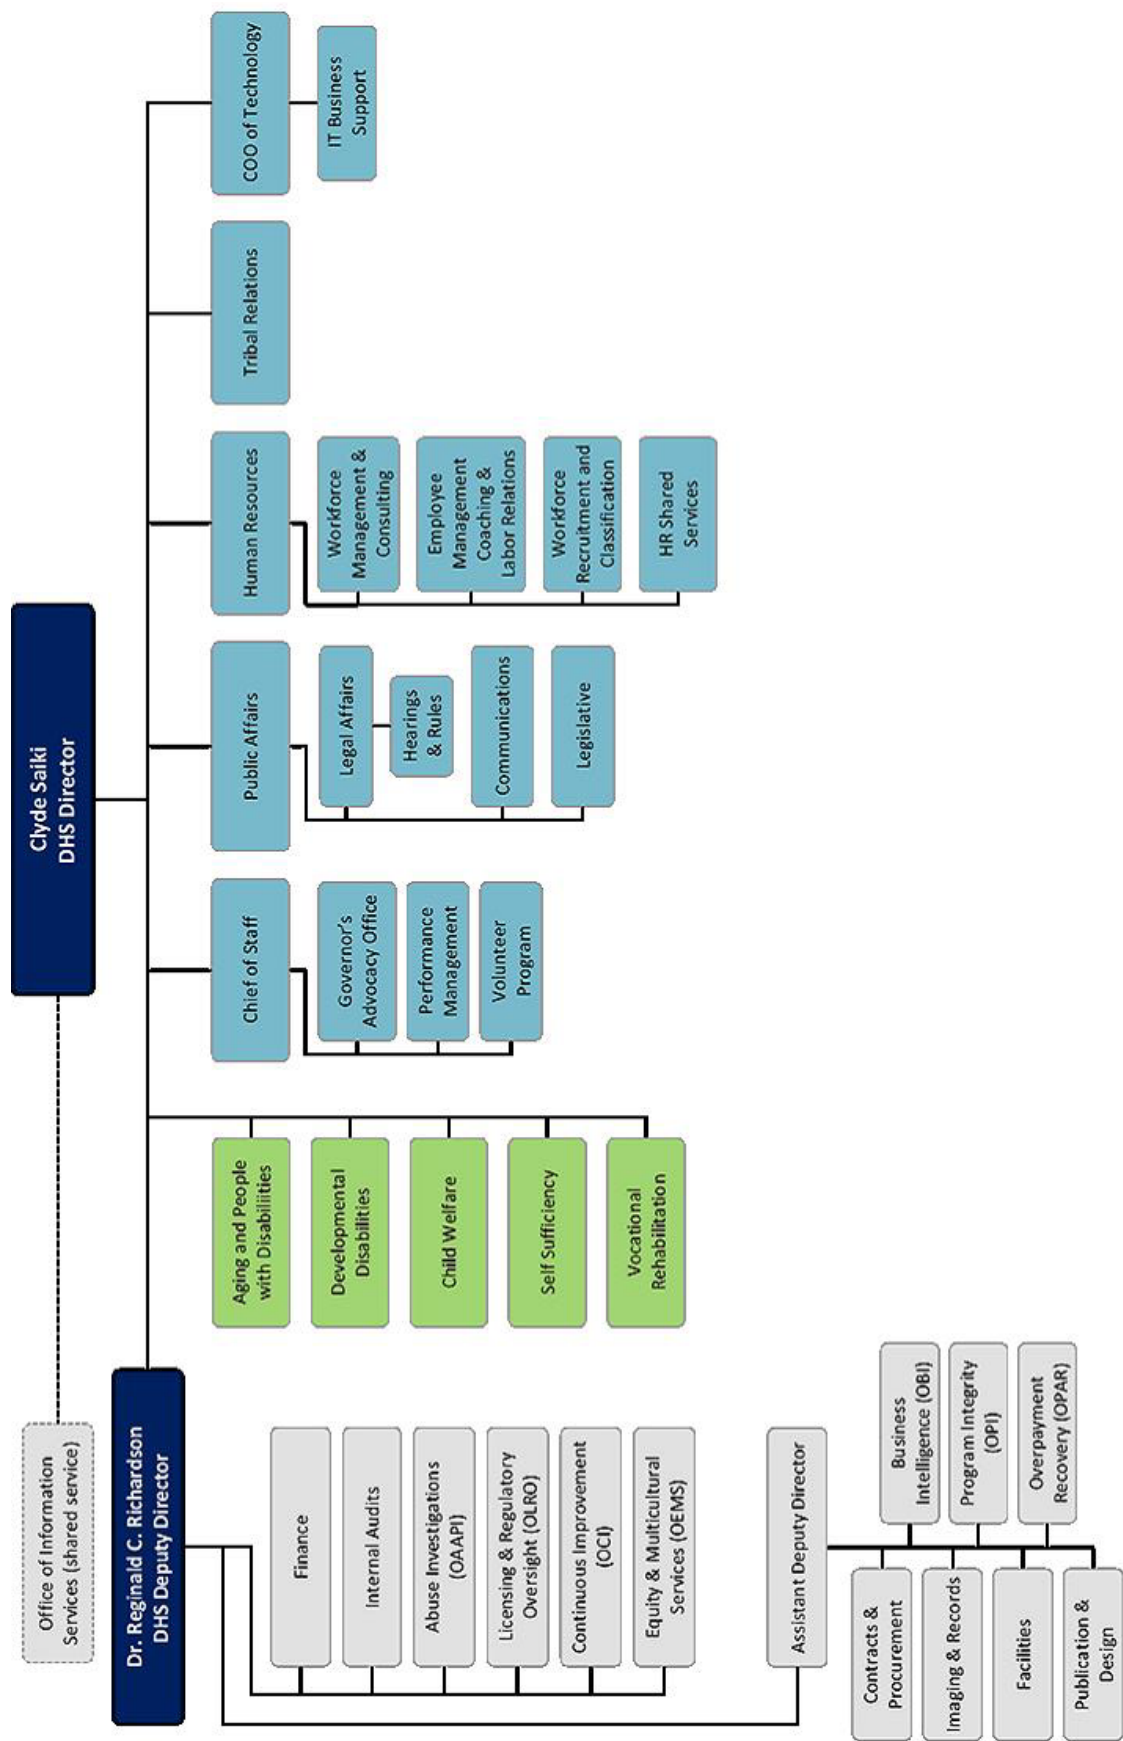 Clyde Saiki
DHS Director
Office of Information
Services (shared service)
Dr. Reginald C. Richardson
DHS Deputy Director
Finance
Internal Audits
Abuse Investigations
(OAAPI)
Licensing & Regulatory
Oversight (OLRO)
Continuous Improvement
(OCI)
Equity & Multicultural
Services (OEMS)
Assistant Deputy Director
Contracts &
Procurement
Imaging & Records
Facilities
Publication &
Design
Business
Intelligence (OBI)
Program Integrity
(OPI)
Overpayment
Recovery (OPAR)
Aging and People
with Disabiliities
Developmental
Disabilities
Child Welfare
Self Sufficiency
Vocational
Rehabilitation
Chief of Staff
Governor's
Advocacy Office
Performance
Management
Volunteer
Program
Public Affairs
Legal Affairs
Hearings
& Rules
Communications
Legislative
Human Resources
Workforce
Management &
Consulting
Employee
Management
Coaching &
Labor Relations
Workforce
Recruitment and
Classification
HR Shared
Services
Tribal Relations
COO of Technology
IT Business
Support